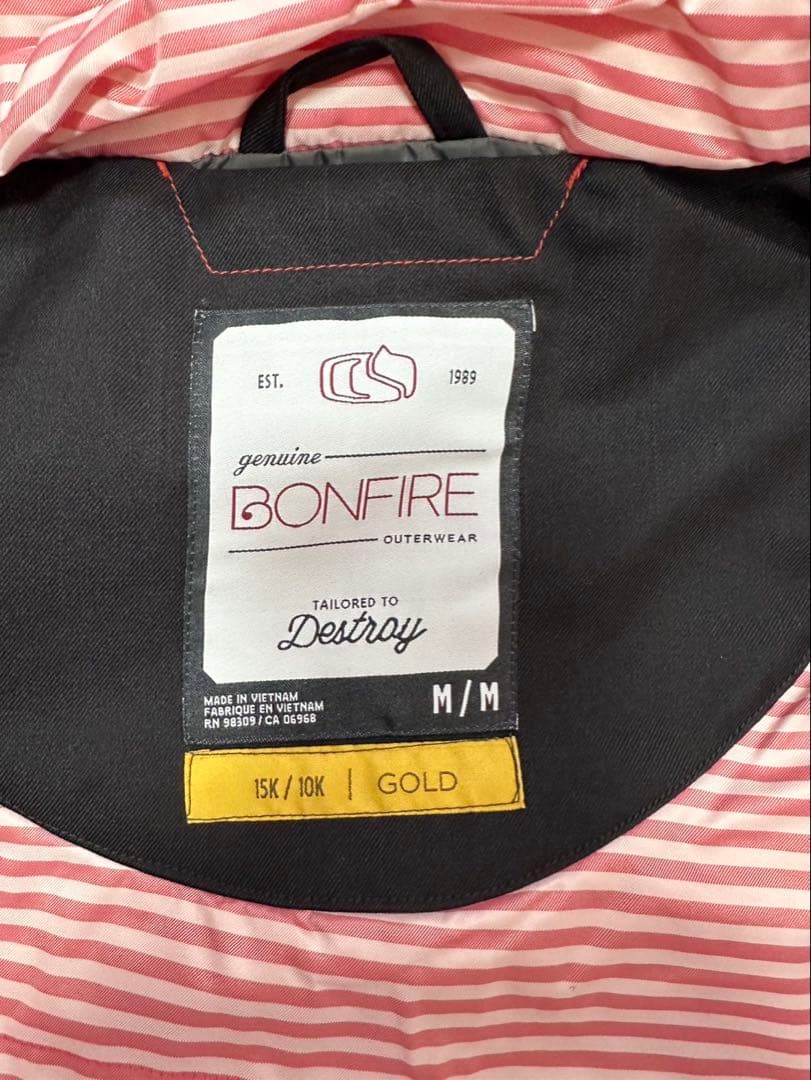 EST. 1989
genuine
BONFIRE
OUTERWEAR
TAILORED TO
Destroy
MADE IN VIETNAM
FABRIQUE EN VIETNAM
RN 98309 / CA 06968
M / M
15K / 10K | GOLD